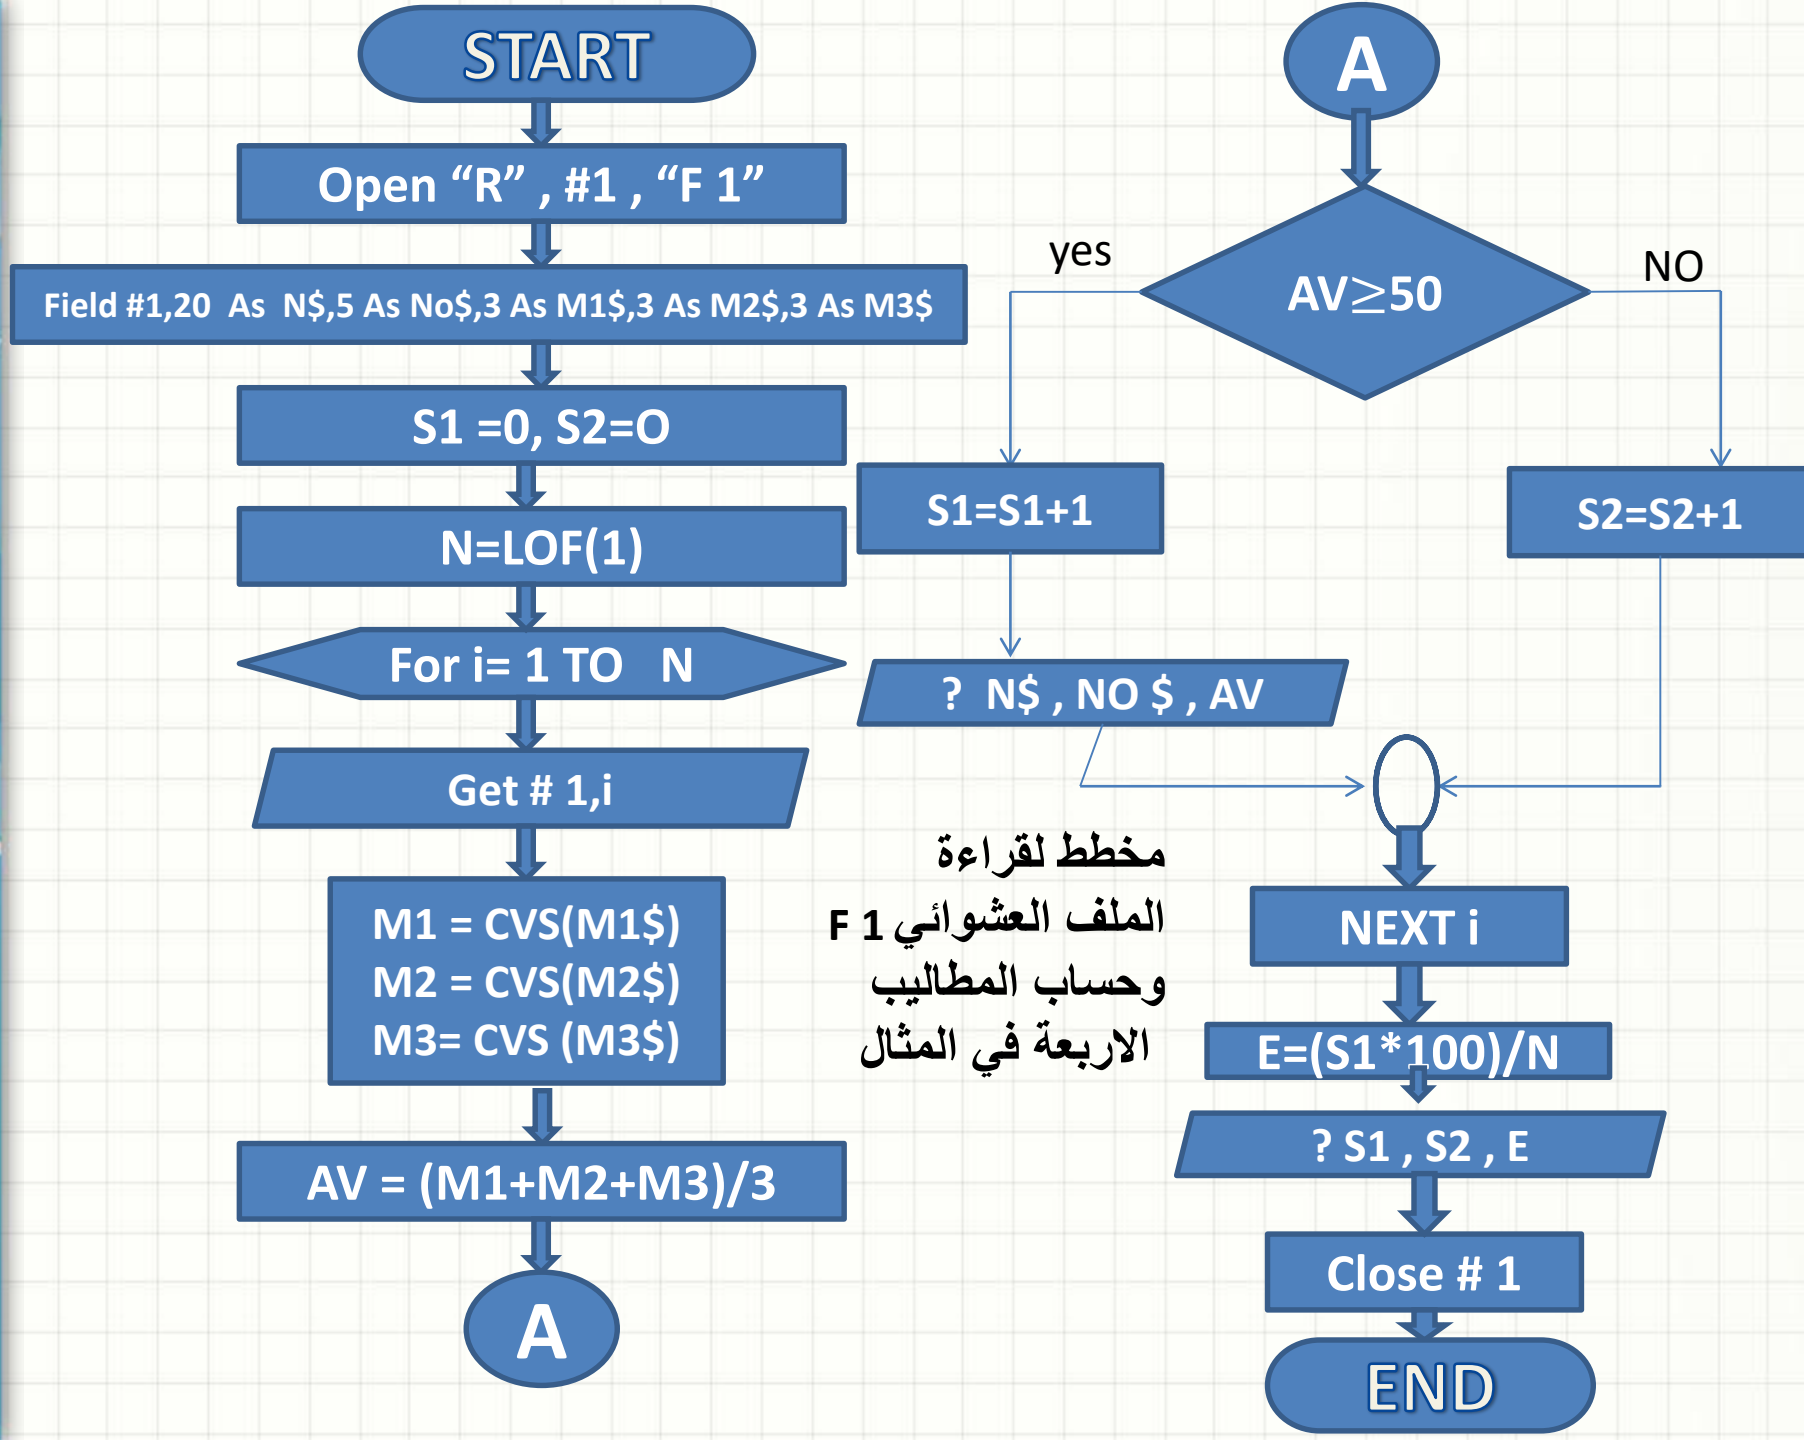 START
Open “R” , #1 , “F 1”
Field #1,20 As N$,5 As No$,3 As M1$,3 As M2$,3 As M3$
S1 =0, S2=O
N=LOF(1)
For i= 1 TO N
Get # 1,i
M1 = CVS(M1$)
M2 = CVS(M2$)
M3= CVS (M3$)
AV = (M1+M2+M3)/3
A
A
AV≥50
yes
NO
S1=S1+1
S2=S2+1
? N$ , NO $ , AV
NEXT i
E=(S1*100)/N
? S1 , S2 , E
Close # 1
END
مخطط لقراءة
الملف العشوائي F 1
وحساب المطاليب
الاربعة في المثال